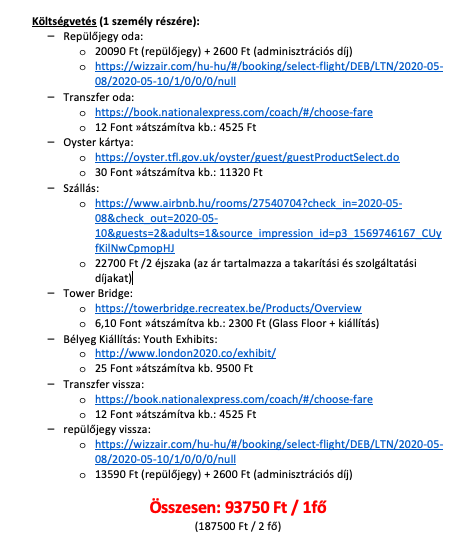 Költségvetés (1 személy részére):
– Repülőjegy oda:
o 20090 Ft (repülőjegy) + 2600 Ft (adminisztrációs díj)
o https://wizzair.com/hu-hu/#/booking/select-flight/DEB/LTN/2020-05-
08/2020-05-10/1/0/0/0/null
– Transzfer oda:
o https://book.nationalexpress.com/coach/#/choose-fare
o 12 Font »átszámítva kb.: 4525 Ft
– Oyster kártya:
o https://oyster.tfl.gov.uk/oyster/guest/guestProductSelect.do
o 30 Font »átszámítva kb.: 11320 Ft
– Szállás:
o https://www.airbnb.hu/rooms/27540704?check_in=2020-05-
08&check_out=2020-05-
10&guests=2&adults=1&source_impression_id=p3_1569746167_CUy
fKilNwCpmopHJ
o 22700 Ft /2 éjszaka (az ár tartalmazza a takarítási és szolgáltatási
díjakat)
– Tower Bridge:
o https://towerbridge.recreatex.be/Products/Overview
o 6,10 Font »átszámítva kb.: 2300 Ft (Glass Floor + kiállítás)
– Bélyeg Kiállítás: Youth Exhibits:
o http://www.london2020.co/exhibit/
o 25 Font »átszámítva kb. 9500 Ft
– Transzfer vissza:
o https://book.nationalexpress.com/coach/#/choose-fare
o 12 Font »átszámítva kb.: 4525 Ft
– repülőjegy vissza:
o https://wizzair.com/hu-hu/#/booking/select-flight/DEB/LTN/2020-05-
08/2020-05-10/1/0/0/0/null
o 13590 Ft (repülőjegy) + 2600 Ft (adminisztrációs díj)
Összesen: 93750 Ft / 1fő
(187500 Ft / 2 fő)